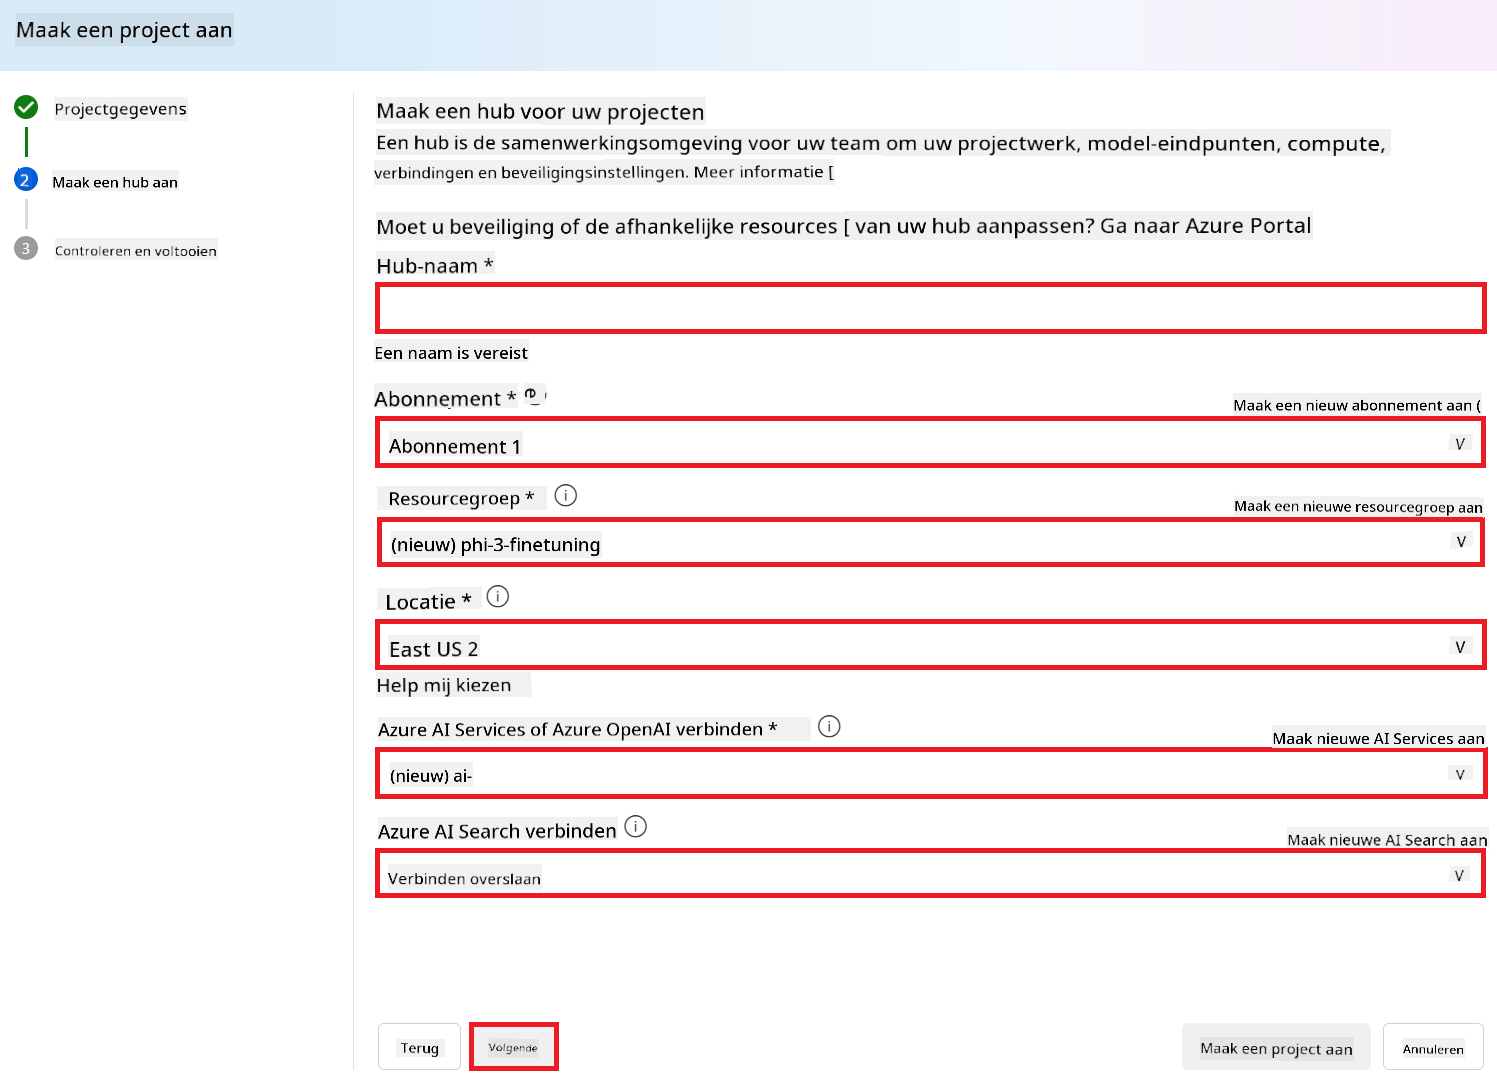 Maak een project aan
Projectgegevens
2
Maak een hub aan
3
Controleren en voltooien
Maak een hub voor uw projecten
Een hub is de samenwerkingsomgeving voor uw team om uw projectwerk, model-eindpunten, compute,
verbindingen en beveiligingsinstellingen. Meer informatie [
Moet u beveiliging of de afhankelijke resources [ van uw hub aanpassen? Ga naar Azure Portal
Hub-naam *
Een naam is vereist
Abonnement *
Maak een nieuw abonnement aan (
Abonnement 1
V
Resourcegroep *
Maak een nieuwe resourcegroep aan
(nieuw) phi-3-finetuning
V
Locatie *
East US 2
V
Help mij kiezen
Azure AI Services of Azure OpenAI verbinden *
Maak nieuwe AI Services aan
(nieuw) ai-
V
Azure AI Search verbinden
Maak nieuwe AI Search aan
Verbinden overslaan
V
Terug
Volgende
Maak een project aan
Annuleren